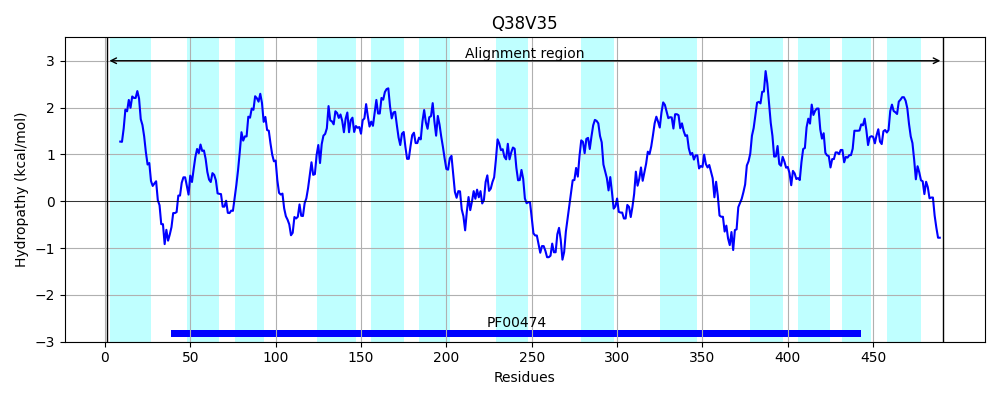 Q38V35
Alignment region
Hydropathy (kcal/mol)
3
2
1
0
−1
−2
−3
PF00474
0 50 100 150 200 250 300 350 400 450
Residues